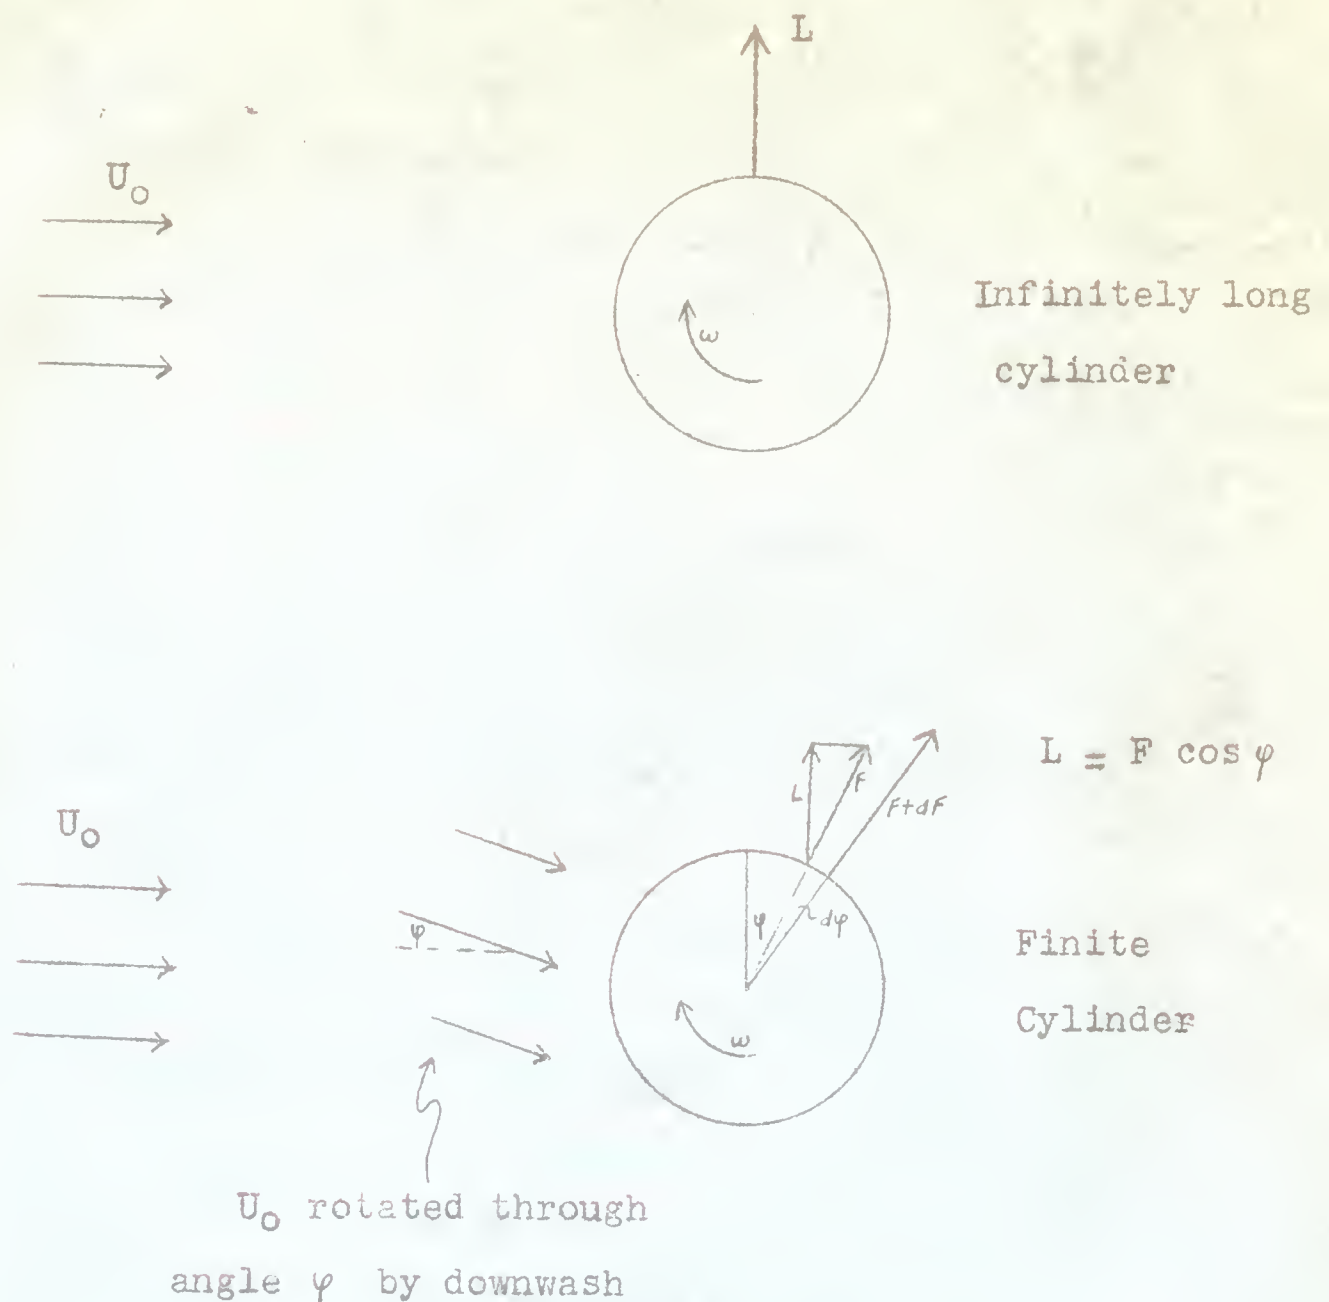 L
U₀
ω
Infinitely long
cylinder
L = F cos φ
L
F
F+dF
U₀
φ
φ
dφ
Finite
Cylinder
ω
U₀ rotated through
angle φ by downwash